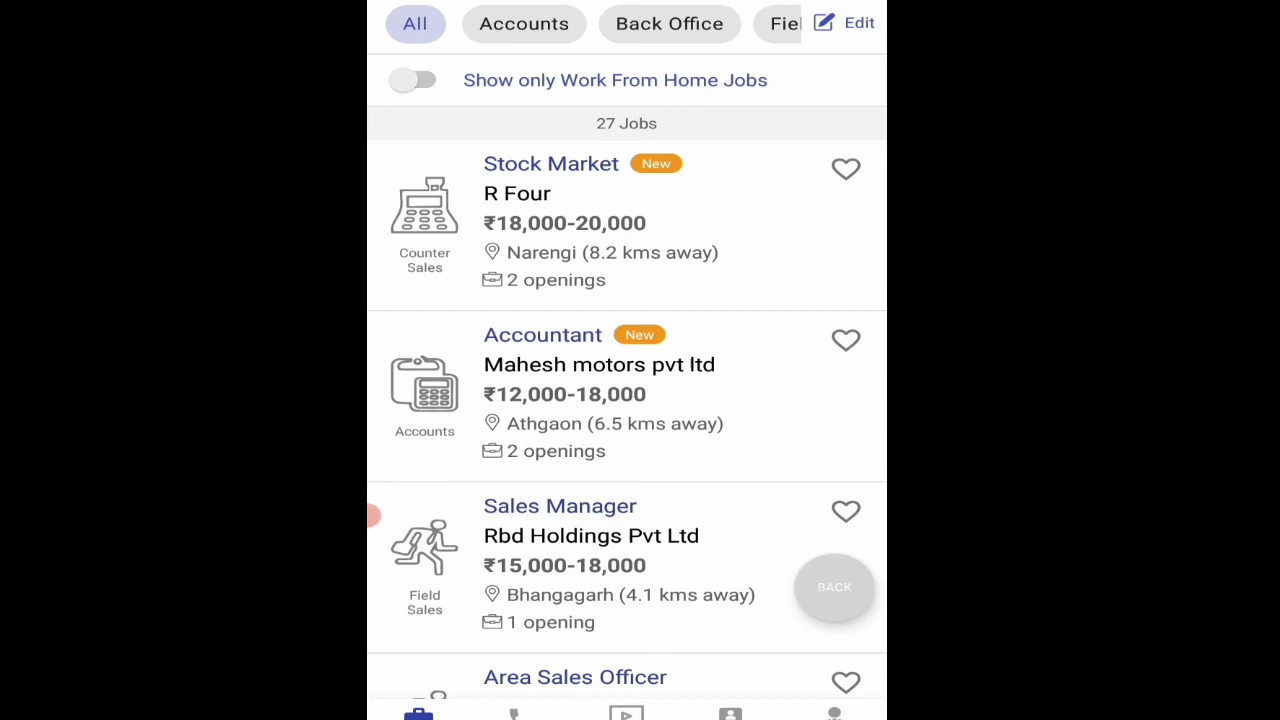 All
Accounts
Back Office
Fiel
Edit
Show only Work From Home Jobs
27 Jobs
Stock Market New
R Four
₹18,000-20,000
Narengi (8.2 kms away)
2 openings
Counter
Sales
Accountant New
Mahesh motors pvt ltd
₹12,000-18,000
Athgaon (6.5 kms away)
2 openings
Accounts
Sales Manager
Rbd Holdings Pvt Ltd
₹15,000-18,000
Bhangagarh (4.1 kms away)
1 opening
Field
Sales
BACK
Area Sales Officer